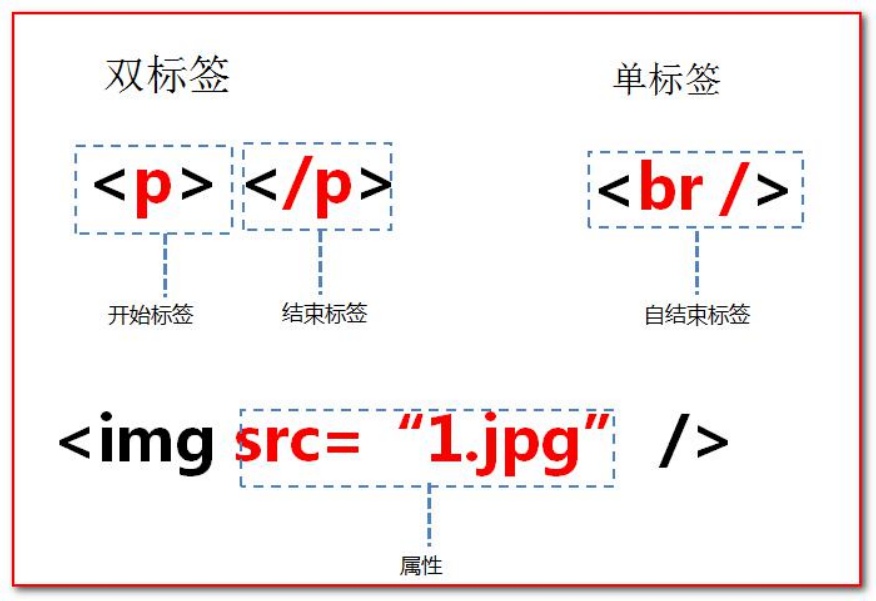 双标签 单标签
<p> </p> <br />
开始标签 结束标签 自结束标签
<img src= “1.jpg” />
属性